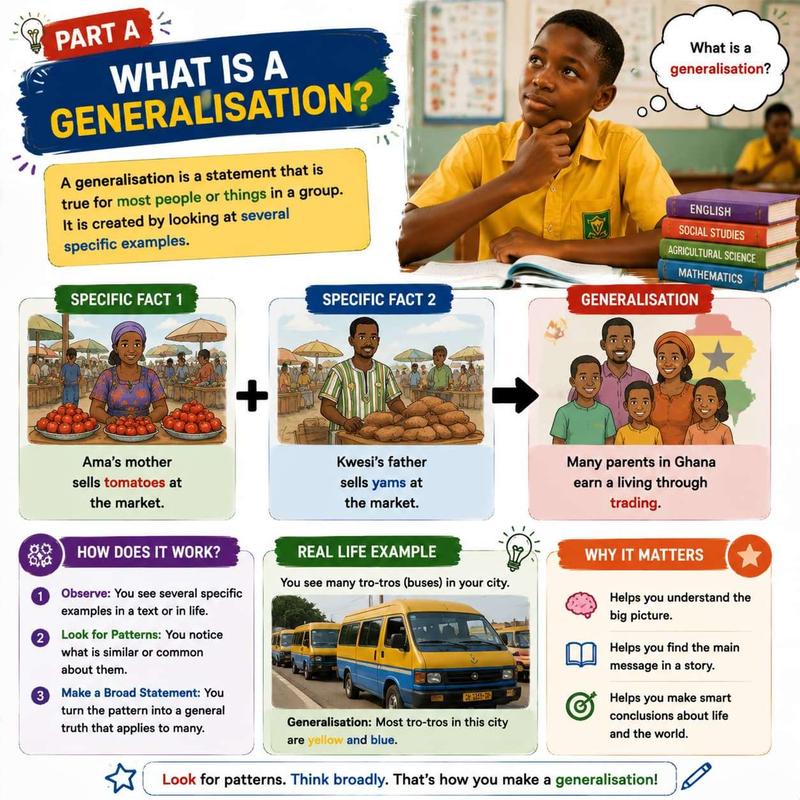 PART A
WHAT IS A
GENERALISATION?
A generalisation is a statement that is
true for most people or things in a group.
It is created by looking at several
specific examples.
What is a
generalisation?
ENGLISH
SOCIAL STUDIES
AGRICULTURAL SCIENCE
MATHEMATICS
SPECIFIC FACT 1
Ama's mother
sells tomatoes at
the market.
+
SPECIFIC FACT 2
Kwesi's father
sells yams at
the market.
GENERALISATION
Many parents in Ghana
earn a living through
trading.
HOW DOES IT WORK?
1 Observe: You see several specific
examples in a text or in life.
2 Look for Patterns: You notice
what is similar or common
about them.
3 Make a Broad Statement: You
turn the pattern into a general
truth that applies to many.
REAL LIFE EXAMPLE
You see many tro-tros (buses) in your city.
Generalisation: Most tro-tros in this city
are yellow and blue.
WHY IT MATTERS
Helps you understand the
big picture.
Helps you find the main
message in a story.
Helps you make smart
conclusions about life
and the world.
Look for patterns. Think broadly. That's how you make a generalisation!